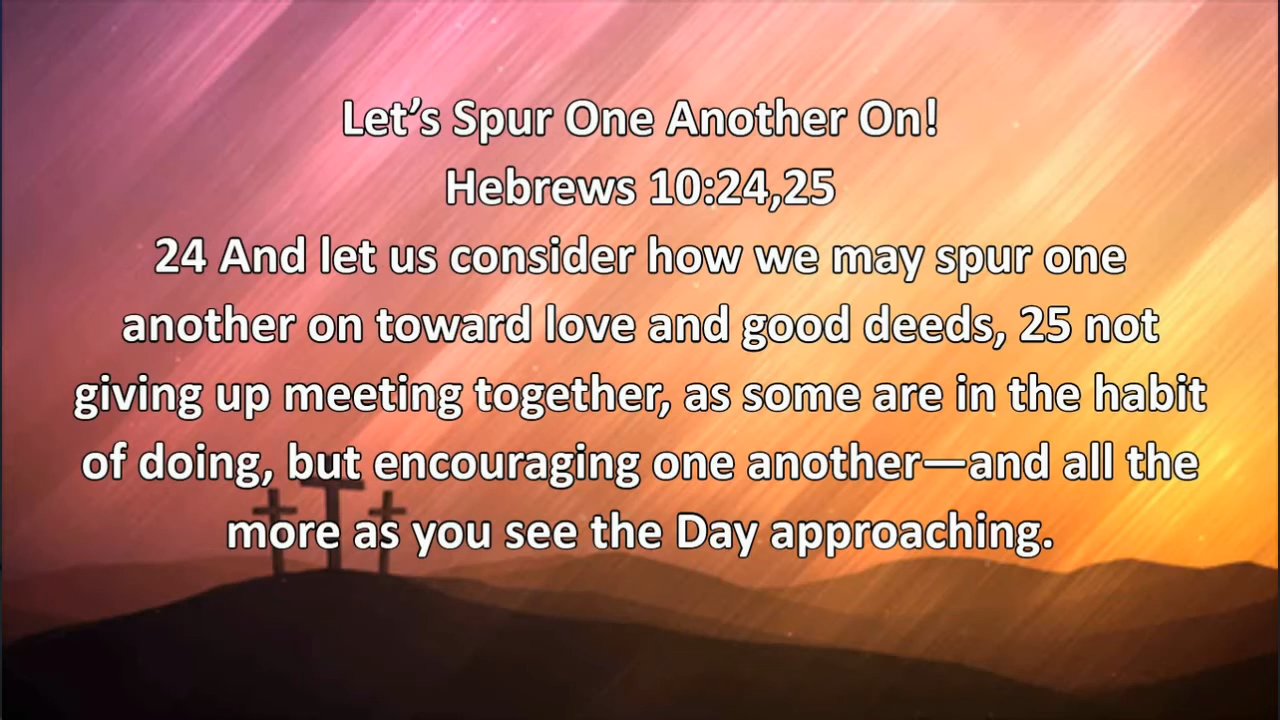 Let’s Spur One Another On!
Hebrews 10:24,25
24 And let us consider how we may spur one
another on toward love and good deeds, 25 not
giving up meeting together, as some are in the habit
of doing, but encouraging one another—and all the
more as you see the Day approaching.